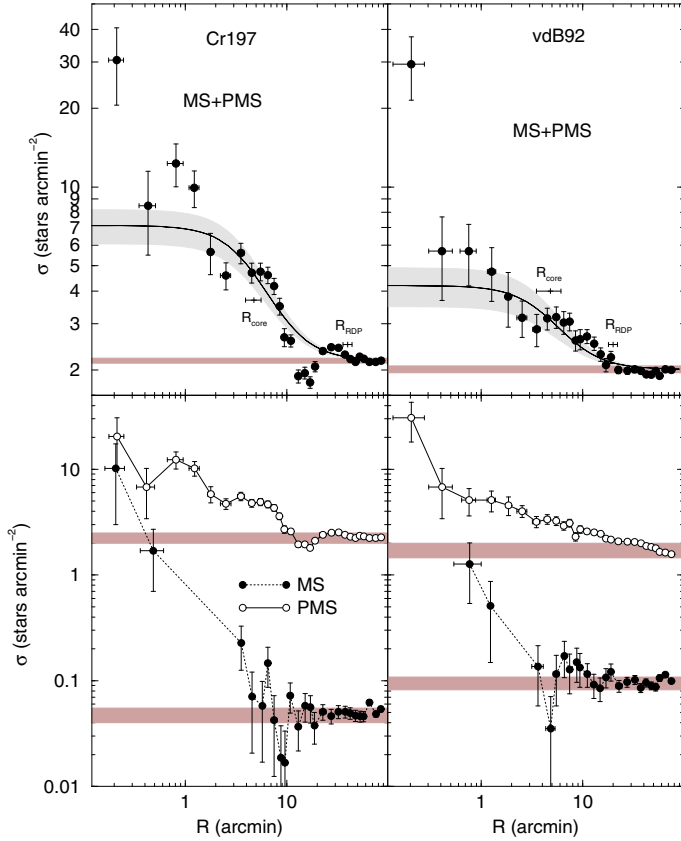 Cr197
MS+PMS
R_core
R_RDP
σ (stars arcmin⁻²)
50
40
30
20
10
9
8
7
6
5
4
3
2
vdB92
MS+PMS
R_core
R_RDP
σ (stars arcmin⁻²)
10
1
0.1
0.01
MS
PMS
1
10
R (arcmin)
1
10
R (arcmin)